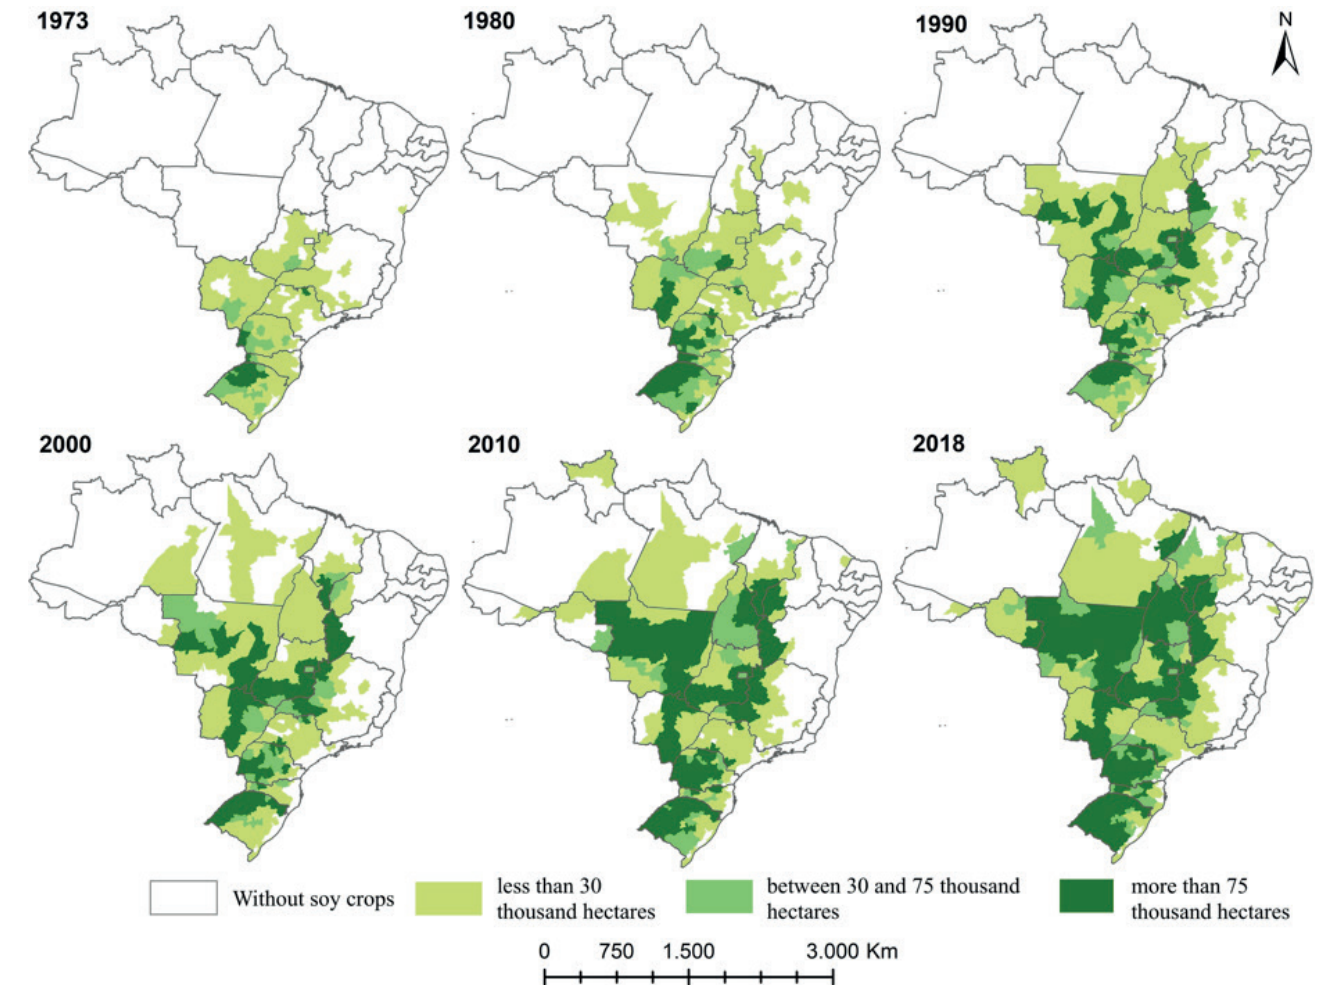 1973
1980
1990
N
2000
2010
2018
Without soy crops
less than 30
thousand hectares
between 30 and 75 thousand
hectares
more than 75
thousand hectares
0 750 1.500 3.000 Km